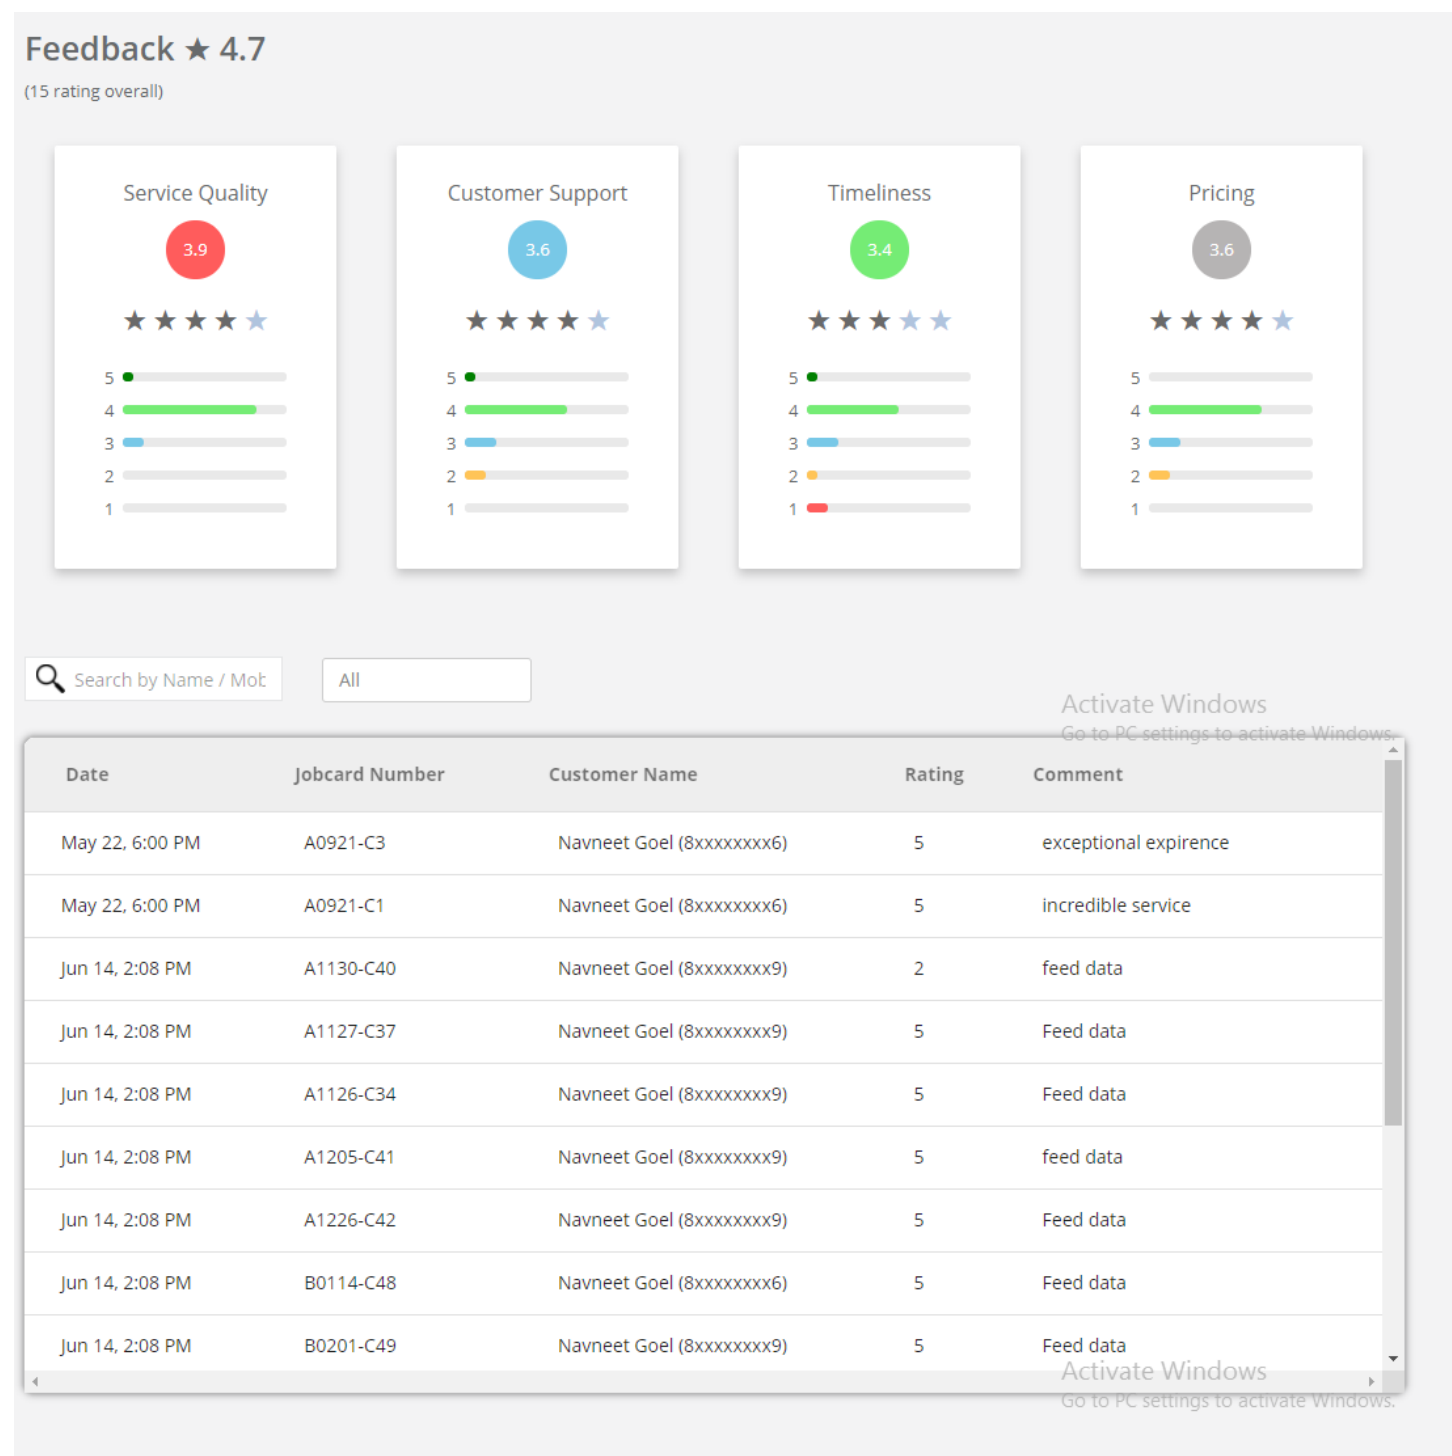 Feedback ★ 4.7
(15 rating overall)
Service Quality
3.9
5
4
3
2
1
Customer Support
3.6
5
4
3
2
1
Timeliness
3.4
5
4
3
2
1
Pricing
3.6
5
4
3
2
1
Search by Name / Mob
All
Activate Windows
Go to PC settings to activate Windows.
Date Jobcard Number Customer Name Rating Comment
May 22, 6:00 PM A0921-C3 Navneet Goel (8xxxxxxxx6) 5 exceptional expirence
May 22, 6:00 PM A0921-C1 Navneet Goel (8xxxxxxxx6) 5 incredible service
Jun 14, 2:08 PM A1130-C40 Navneet Goel (8xxxxxxxx9) 2 feed data
Jun 14, 2:08 PM A1127-C37 Navneet Goel (8xxxxxxxx9) 5 Feed data
Jun 14, 2:08 PM A1126-C34 Navneet Goel (8xxxxxxxx9) 5 Feed data
Jun 14, 2:08 PM A1205-C41 Navneet Goel (8xxxxxxxx9) 5 feed data
Jun 14, 2:08 PM A1226-C42 Navneet Goel (8xxxxxxxx9) 5 Feed data
Jun 14, 2:08 PM B0114-C48 Navneet Goel (8xxxxxxxx6) 5 Feed data
Jun 14, 2:08 PM B0201-C49 Navneet Goel (8xxxxxxxx9) 5 Feed data
Activate Windows
Go to PC settings to activate Windows.